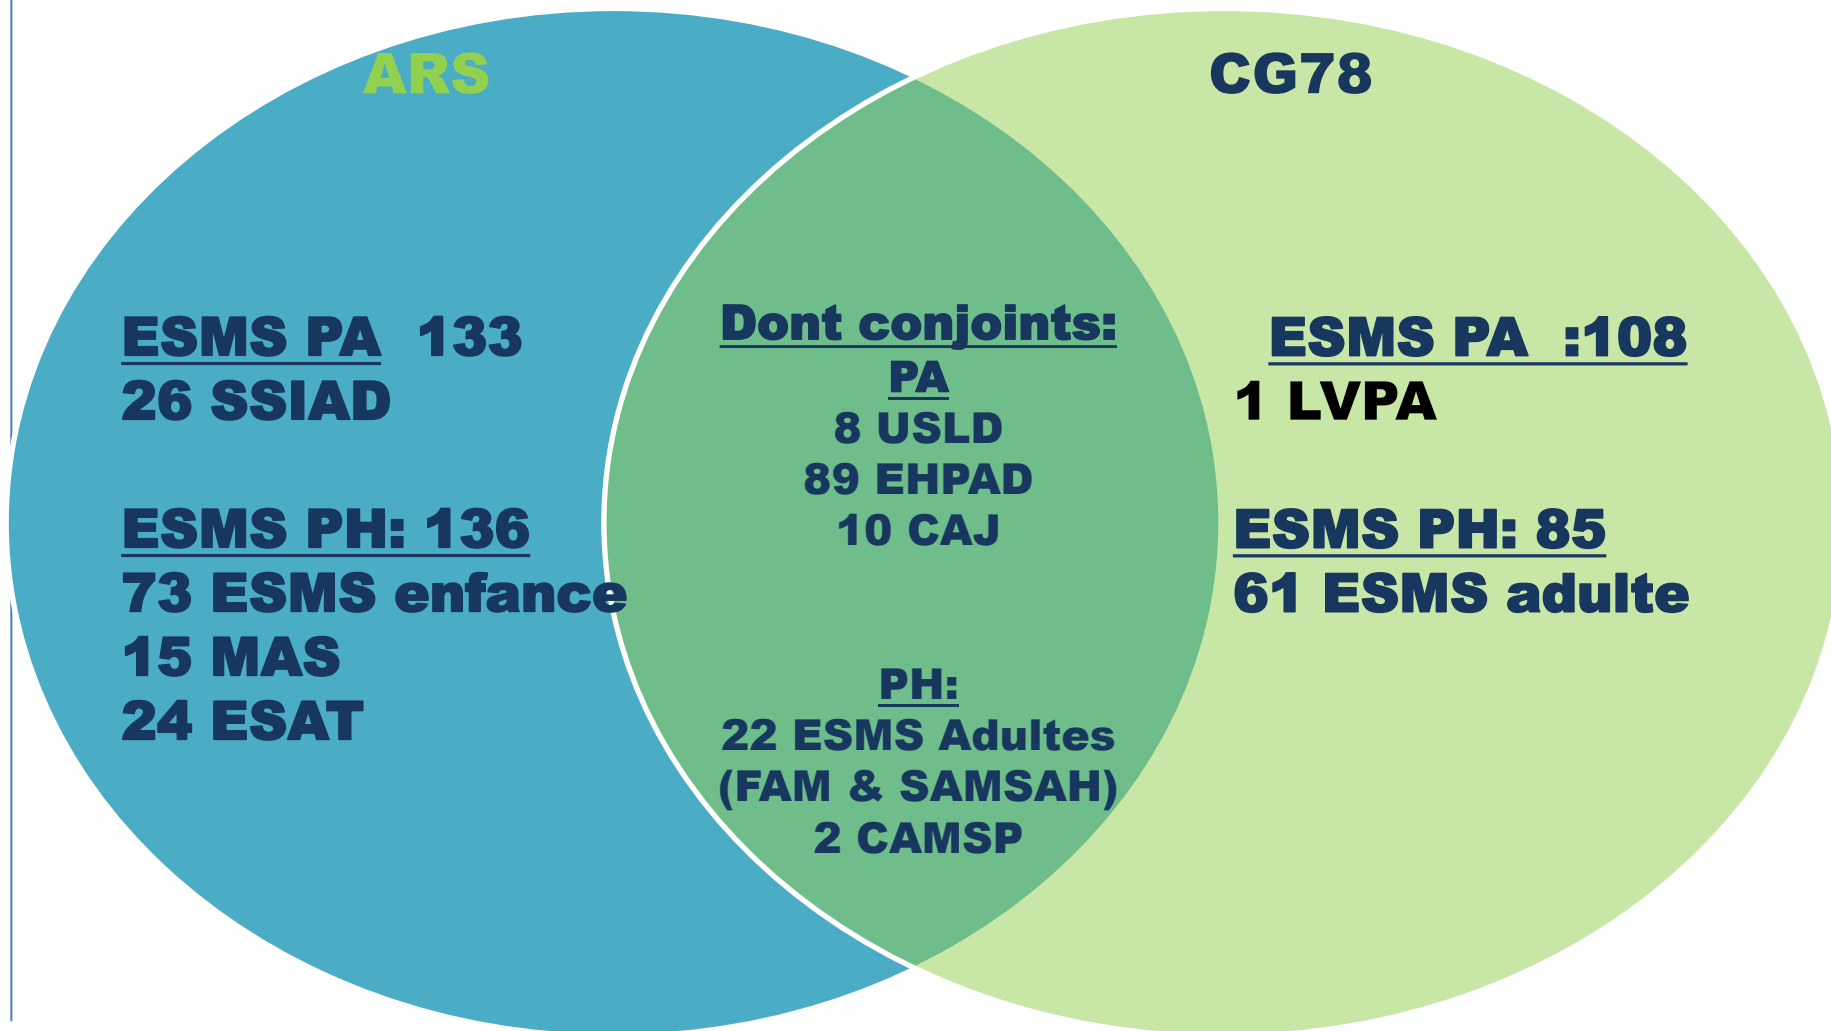 ARS
ESMS PA 133
26 SSIAD
ESMS PH: 136
73 ESMS enfance
15 MAS
24 ESAT
Dont conjoints:
PA
8 USLD
89 EHPAD
10 CAJ
PH:
22 ESMS Adultes
(FAM & SAMSAH)
2 CAMSP
CG78
ESMS PA :108
1 LVPA
ESMS PH: 85
61 ESMS adulte